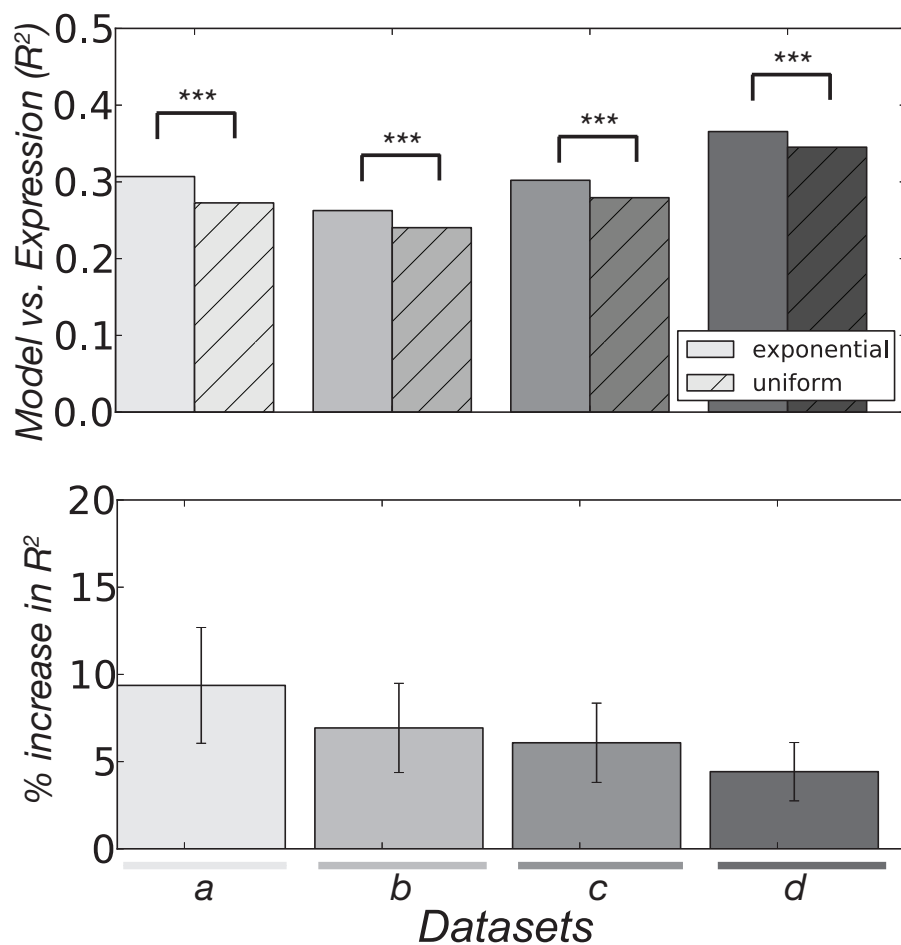 Model vs. Expression (R²)
0.5
0.4
0.3
0.2
0.1
0.0
***
***
***
***
exponential
uniform
% increase in R²
20
15
10
5
0
a b c d
Datasets